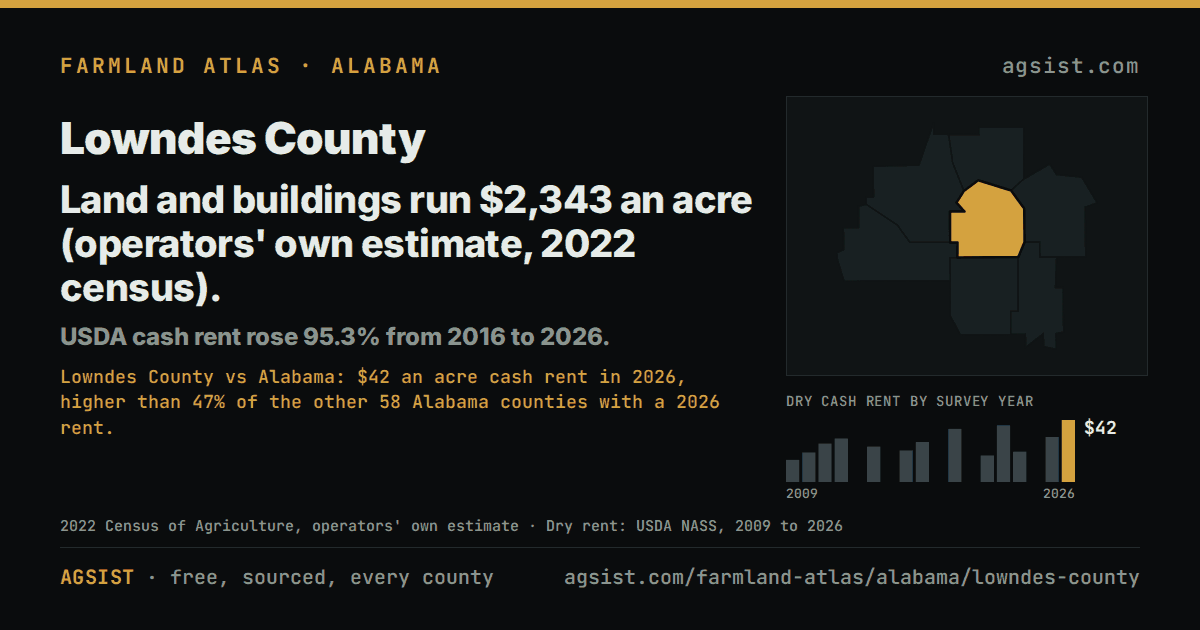 FARMLAND ATLAS · ALABAMA
agsist.com
Lowndes County
Land and buildings run $2,343 an acre
(operators' own estimate, 2022
census).
USDA cash rent rose 95.3% from 2016 to 2026.
Lowndes County vs Alabama: $42 an acre cash rent in 2026,
higher than 47% of the other 58 Alabama counties with a 2026
rent.
DRY CASH RENT BY SURVEY YEAR
$42
2009
2026
2022 Census of Agriculture, operators' own estimate · Dry rent: USDA NASS, 2009 to 2026
AGSIST · free, sourced, every county
agsist.com/farmland-atlas/alabama/lowndes-county